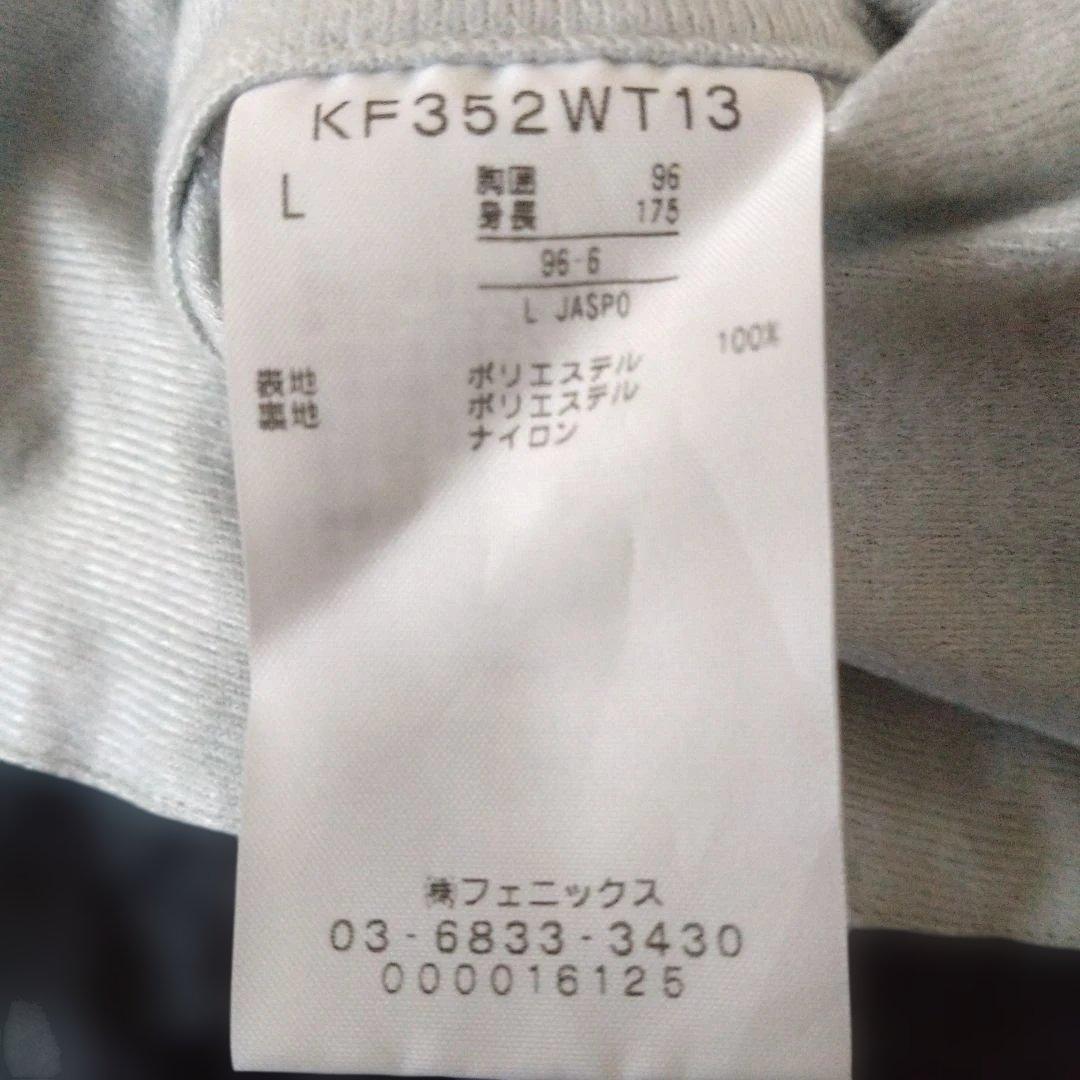 KF352WT13
L 胸囲 96
身長 175
96-6
L JASPO
表地 ポリエステル 100%
裏地 ポリエステル
ナイロン
㈱フェニックス
03-6833-3430
000016125